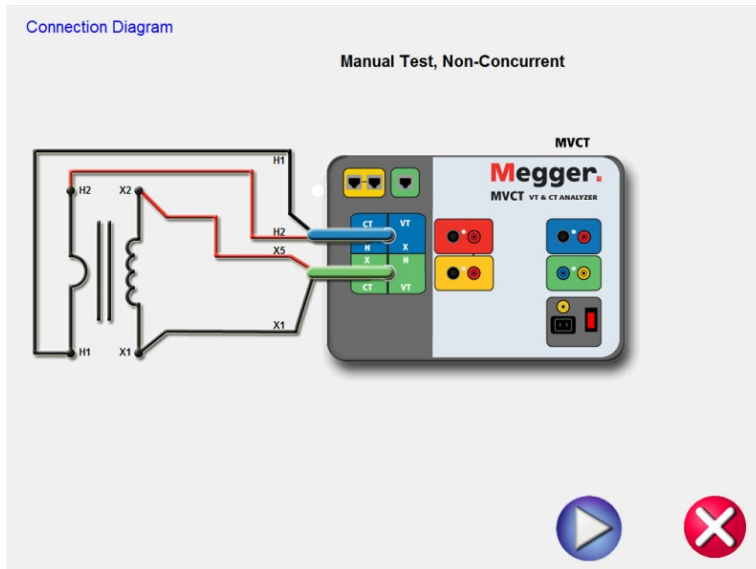 Connection Diagram
Manual Test, Non-Concurrent
MVCT
Megger.
MVCT VT & CT ANALYZER
H1
H2 X2
H2
X5
X1
H1 X1
CT VT
H X
X H
CT VT